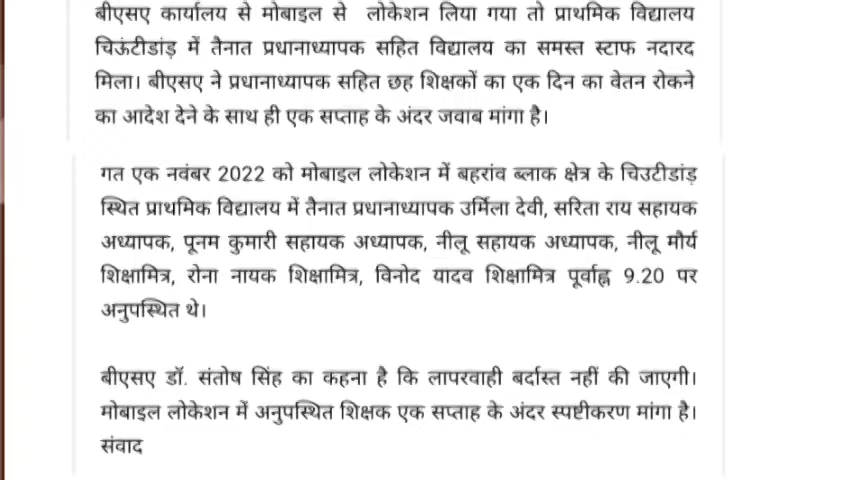 बीएसए कार्यालय से मोबाइल से लोकेशन लिया गया तो प्राथमिक विद्यालय
चिऊंटीडांड़ में तैनात प्रधानाध्यापक सहित विद्यालय का समस्त स्टाफ नदारद
मिला। बीएसए ने प्रधानाध्यापक सहित छह शिक्षकों का एक दिन का वेतन रोकने
का आदेश देने के साथ ही एक सप्ताह के अंदर जवाब मांगा है।
गत एक नवंबर 2022 को मोबाइल लोकेशन में बहरांव ब्लाक क्षेत्र के चिउटीडांड़
स्थित प्राथमिक विद्यालय में तैनात प्रधानाध्यापक उर्मिला देवी, सरिता राय सहायक
अध्यापक, पूनम कुमारी सहायक अध्यापक, नीलू सहायक अध्यापक, नीलू मौर्य
शिक्षामित्र, रोना नायक शिक्षामित्र, विनोद यादव शिक्षामित्र पूर्वाह्न 9.20 पर
अनुपस्थित थे।
बीएसए डॉ. संतोष सिंह का कहना है कि लापरवाही बर्दास्त नहीं की जाएगी।
मोबाइल लोकेशन में अनुपस्थित शिक्षक एक सप्ताह के अंदर स्पष्टीकरण मांगा है।
संवाद